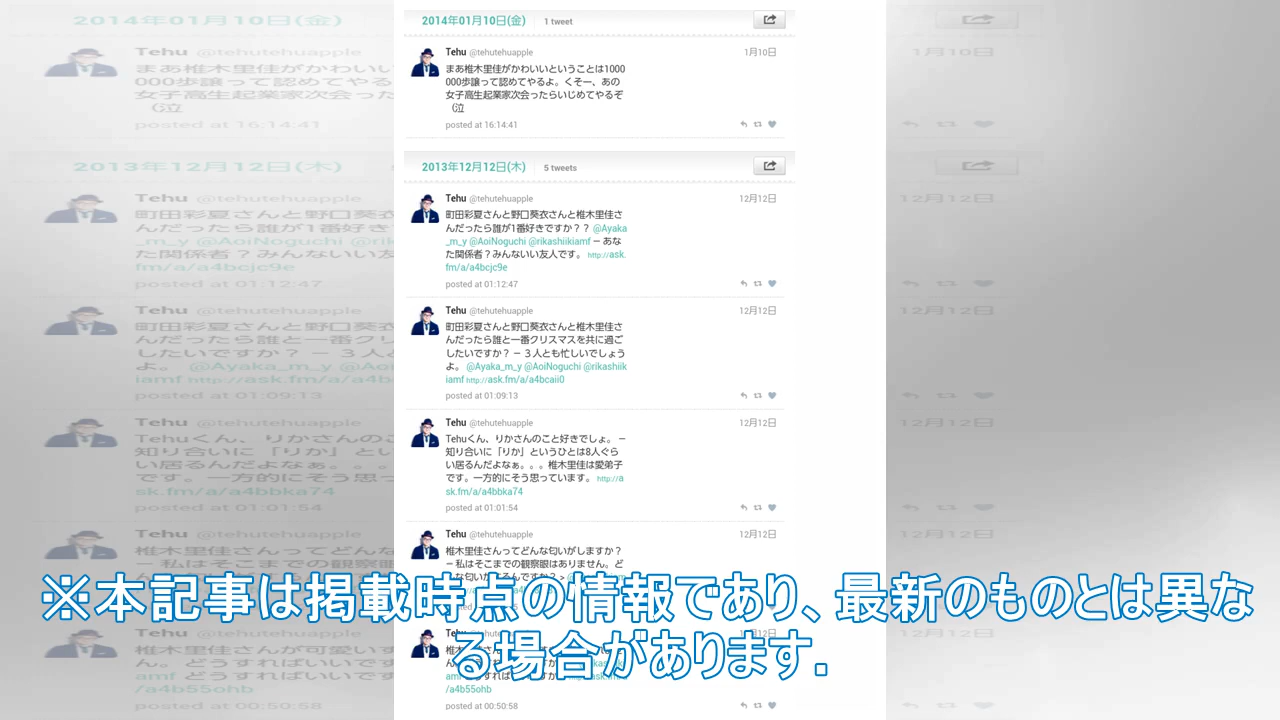 2014年01月10日(金) 1 tweet
Tehu @tehutehuapple 1月10日
まあ椎木里佳がかわいいということは1000
000歩譲って認めてやるよ。くそー、あの
女子高生起業家次会ったらいじめてやるぞ
（泣
posted at 16:14:41
2013年12月12日(木) 5 tweets
Tehu @tehutehuapple 12月12日
町田彩夏さんと野口葵衣さんと椎木里佳さ
んだったら誰が1番好きですか？？ @Ayaka
_m_y @AoiNoguchi @rikashiikiamf — あな
た関係者？みんないい友人です。 http://ask.
fm/a/a4bcjc9e
posted at 01:12:47
Tehu @tehutehuapple 12月12日
町田彩夏さんと野口葵衣さんと椎木里佳さ
んだったら誰と一番クリスマスを共に過ご
したいですか？ — ３人とも忙しいでしょう
よ。 @Ayaka_m_y @AoiNoguchi @rikashiik
iamf http://ask.fm/a/a4bcaii0
posted at 01:09:13
Tehu @tehutehuapple 12月12日
Tehuくん、りかさんのこと好きでしょ。 —
知り合いに「りか」というひとは8人ぐら
い居るんだよなぁ。。。椎木里佳は愛弟子
です。一方的にそう思っています。 http://a
sk.fm/a/a4bbka74
posted at 01:01:54
Tehu @tehutehuapple 12月12日
椎木里佳さんってどんな匂いがしますか？
— 私はそこまでの観察眼はありません。ど
※本記事は掲載時点の情報であり、最新のものとは異な
る場合があります.
/a4b55ohb
posted at 00:50:58